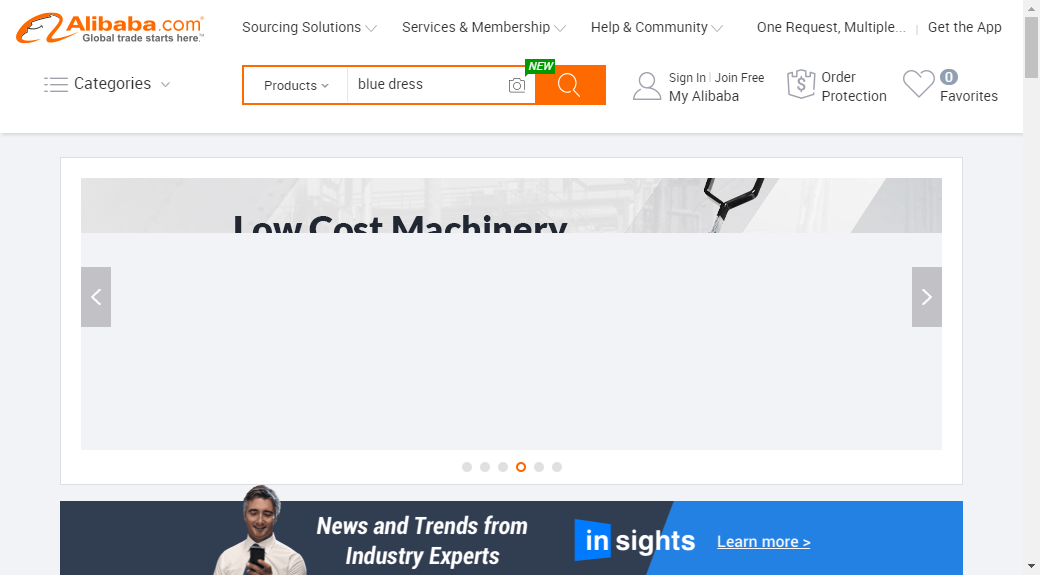 Alibaba.com
Global trade starts here.™
Sourcing Solutions
Services & Membership
Help & Community
One Request, Multiple...
Get the App
Categories
Products
blue dress
NEW
Sign In
Join Free
My Alibaba
Order
Protection
0
Favorites
Low Cost Machinery
News and Trends from
Industry Experts
in sights
Learn more >